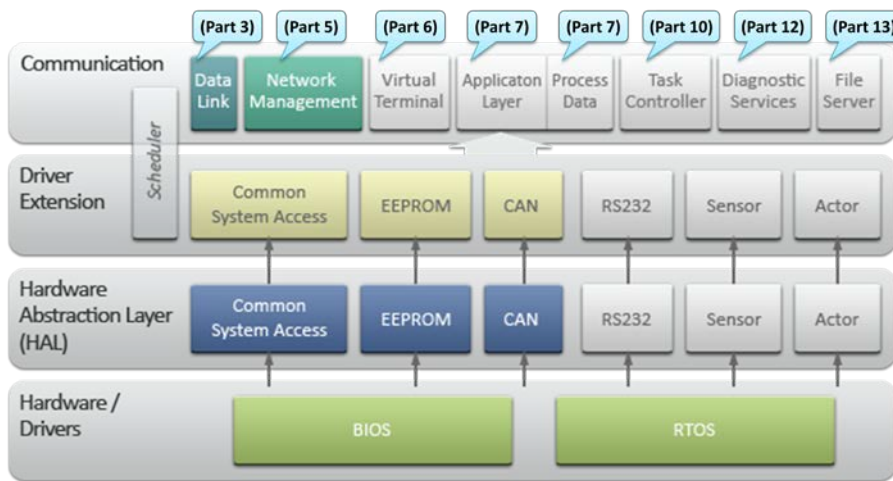 (Part 3) (Part 5) (Part 6) (Part 7) (Part 7) (Part 10) (Part 12) (Part 13)
Communication
Data
Link
Network
Management
Virtual
Terminal
Applicaton
Layer
Process
Data
Task
Controller
Diagnostic
Services
File
Server
Scheduler
Driver
Extension
Common
System Access
EEPROM
CAN
RS232
Sensor
Actor
Hardware
Abstraction Layer
(HAL)
Common
System Access
EEPROM
CAN
RS232
Sensor
Actor
Hardware /
Drivers
BIOS
RTOS